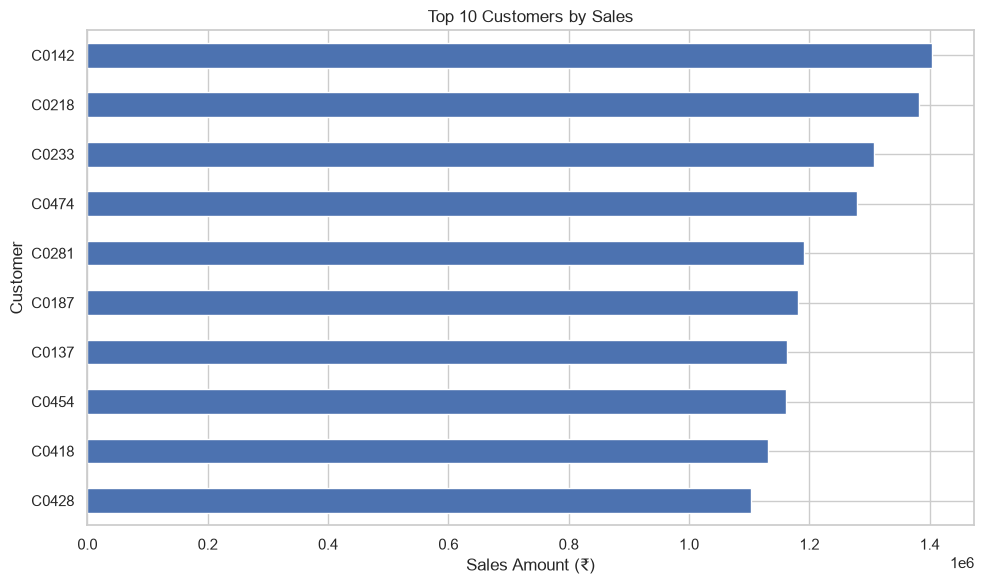 Top 10 Customers by Sales
Customer
C0142
C0218
C0233
C0474
C0281
C0187
C0137
C0454
C0418
C0428
0.0 0.2 0.4 0.6 0.8 1.0 1.2 1.4
1e6
Sales Amount (₹)